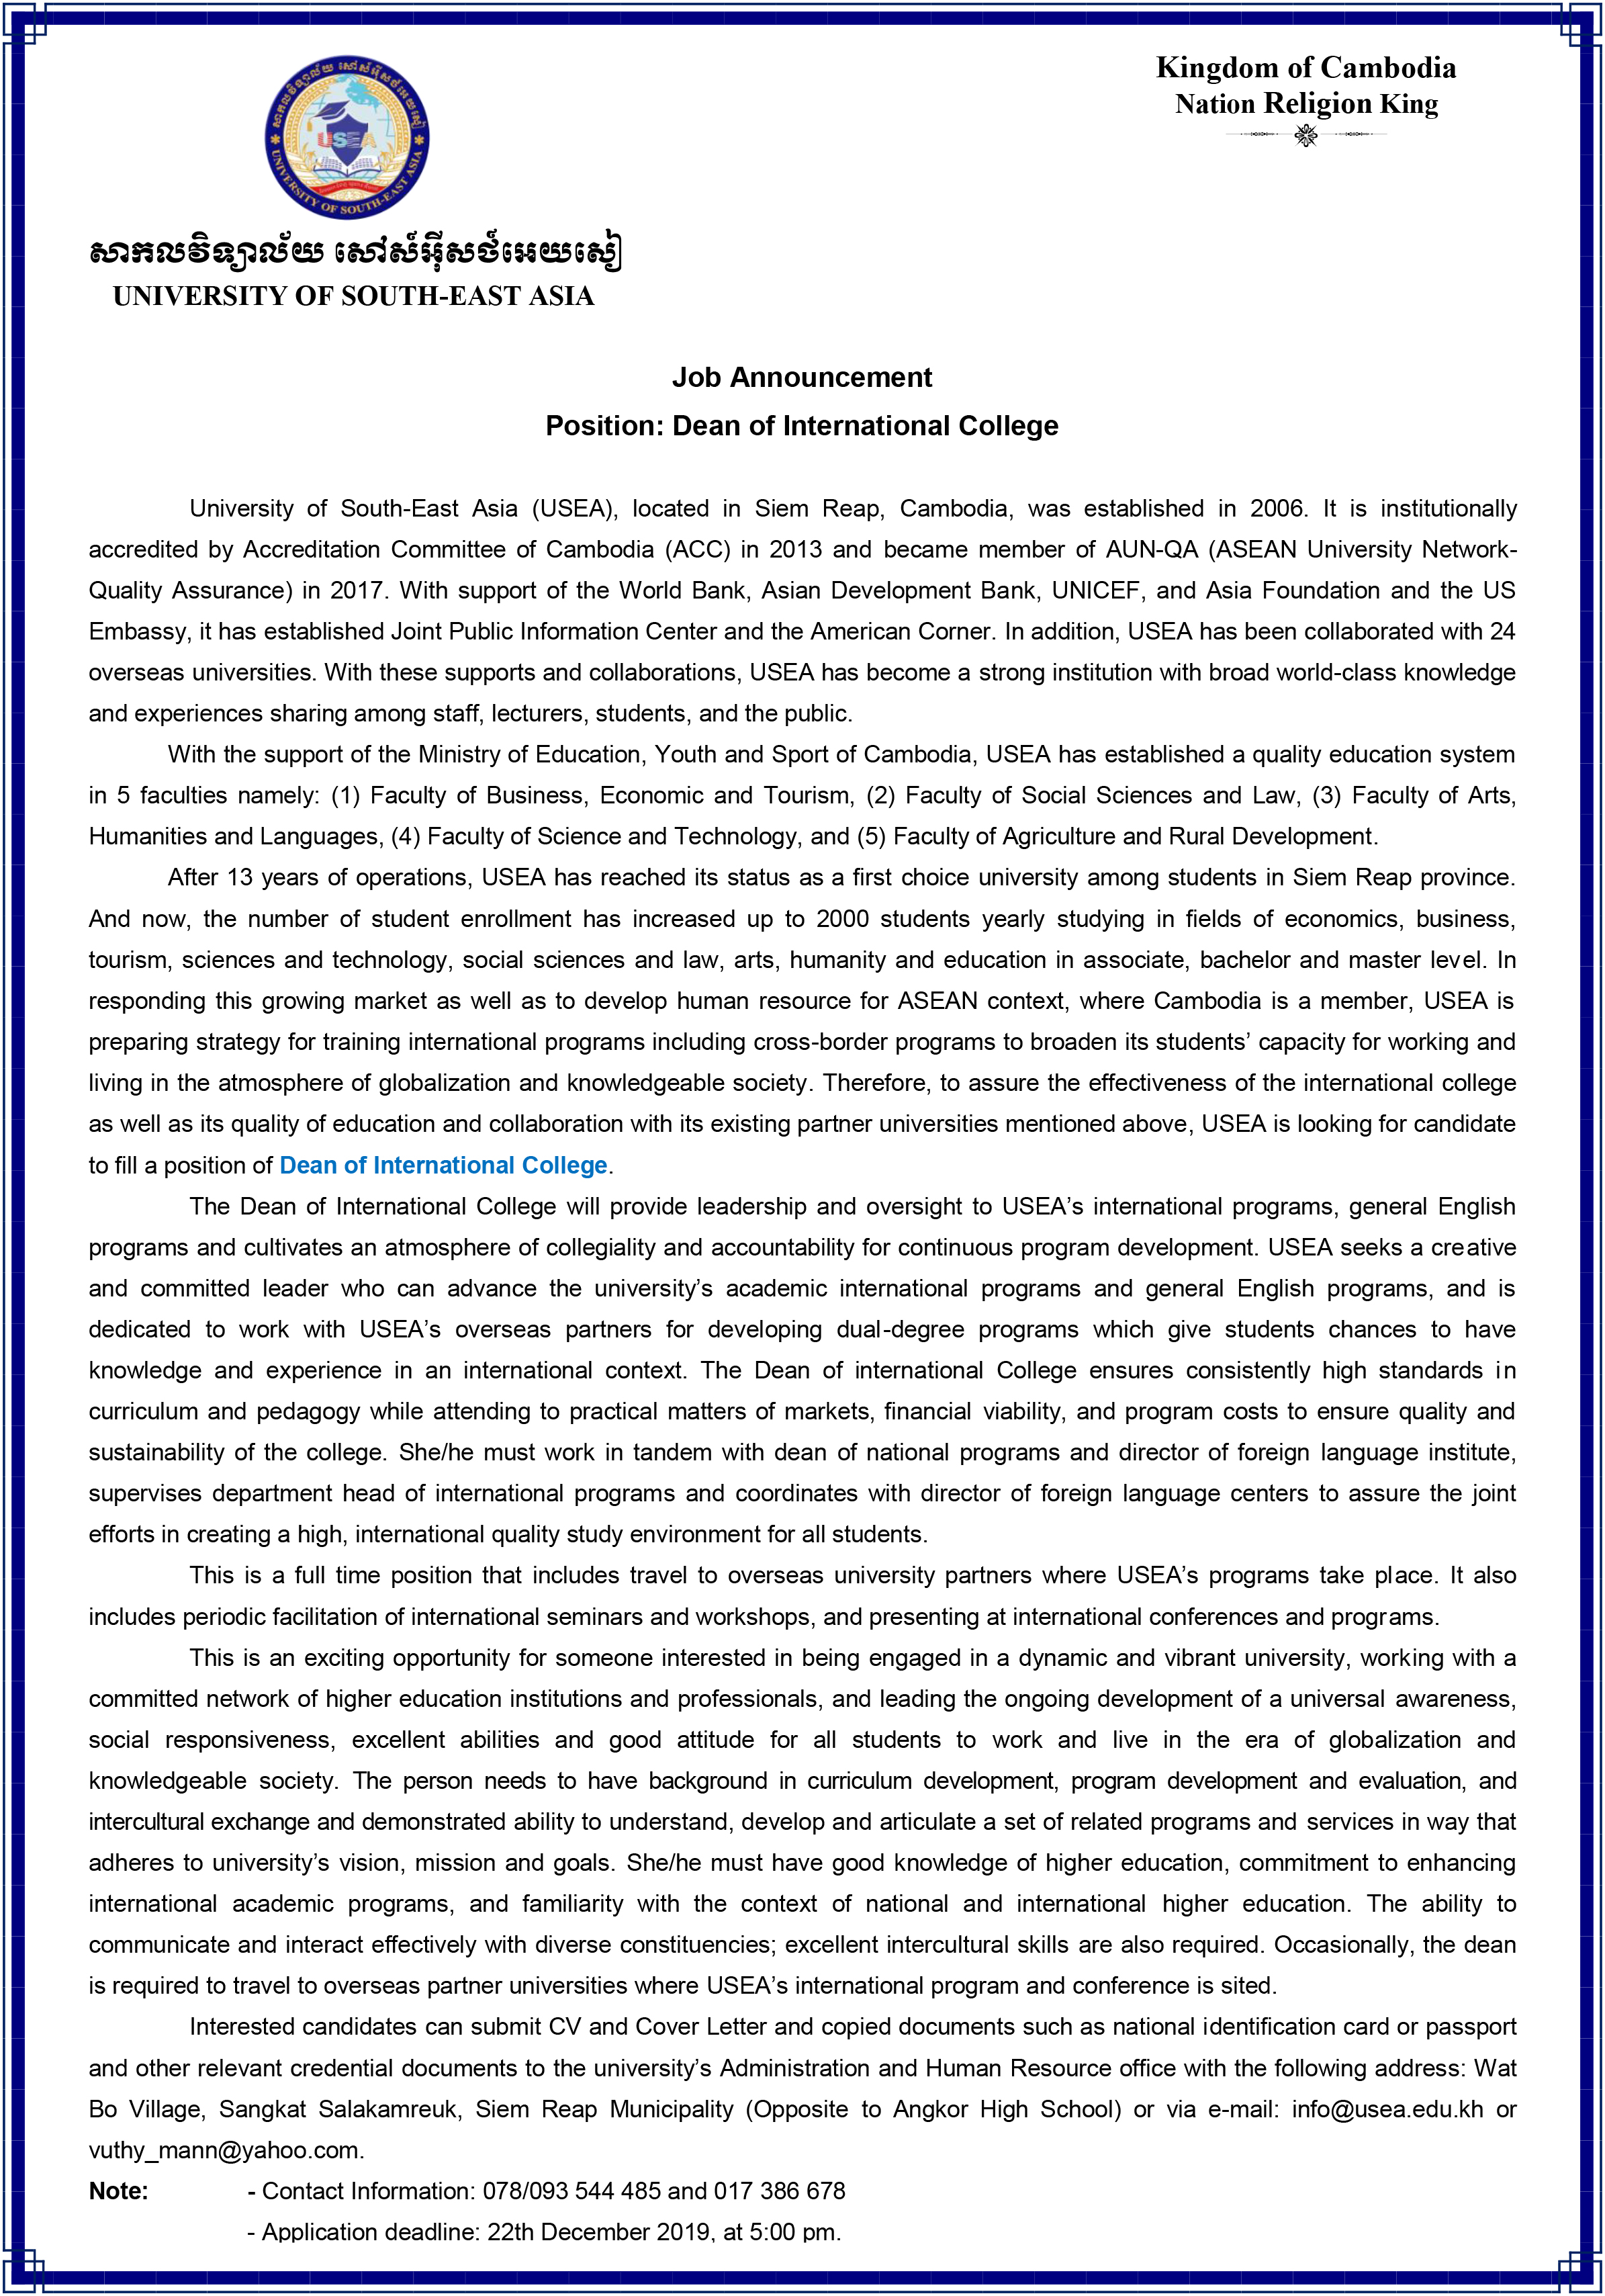 Kingdom of Cambodia
Nation Religion King
សាកលវិទ្យាល័យ សៅស៍អ៊ីសថ៍អេយសៀ
USEA
UNIVERSITY OF SOUTH-EAST ASIA
សាកលវិទ្យាល័យ សៅស៍អ៊ីសថ៍អេយសៀ
UNIVERSITY OF SOUTH-EAST ASIA
Job Announcement
Position: Dean of International College
University of South-East Asia (USEA), located in Siem Reap, Cambodia, was established in 2006. It is institutionally
accredited by Accreditation Committee of Cambodia (ACC) in 2013 and became member of AUN-QA (ASEAN University Network-
Quality Assurance) in 2017. With support of the World Bank, Asian Development Bank, UNICEF, and Asia Foundation and the US
Embassy, it has established Joint Public Information Center and the American Corner. In addition, USEA has been collaborated with 24
overseas universities. With these supports and collaborations, USEA has become a strong institution with broad world-class knowledge
and experiences sharing among staff, lecturers, students, and the public.
With the support of the Ministry of Education, Youth and Sport of Cambodia, USEA has established a quality education system
in 5 faculties namely: (1) Faculty of Business, Economic and Tourism, (2) Faculty of Social Sciences and Law, (3) Faculty of Arts,
Humanities and Languages, (4) Faculty of Science and Technology, and (5) Faculty of Agriculture and Rural Development.
After 13 years of operations, USEA has reached its status as a first choice university among students in Siem Reap province.
And now, the number of student enrollment has increased up to 2000 students yearly studying in fields of economics, business,
tourism, sciences and technology, social sciences and law, arts, humanity and education in associate, bachelor and master level. In
responding this growing market as well as to develop human resource for ASEAN context, where Cambodia is a member, USEA is
preparing strategy for training international programs including cross-border programs to broaden its students’ capacity for working and
living in the atmosphere of globalization and knowledgeable society. Therefore, to assure the effectiveness of the international college
as well as its quality of education and collaboration with its existing partner universities mentioned above, USEA is looking for candidate
to fill a position of Dean of International College.
The Dean of International College will provide leadership and oversight to USEA’s international programs, general English
programs and cultivates an atmosphere of collegiality and accountability for continuous program development. USEA seeks a creative
and committed leader who can advance the university’s academic international programs and general English programs, and is
dedicated to work with USEA’s overseas partners for developing dual-degree programs which give students chances to have
knowledge and experience in an international context. The Dean of international College ensures consistently high standards in
curriculum and pedagogy while attending to practical matters of markets, financial viability, and program costs to ensure quality and
sustainability of the college. She/he must work in tandem with dean of national programs and director of foreign language institute,
supervises department head of international programs and coordinates with director of foreign language centers to assure the joint
efforts in creating a high, international quality study environment for all students.
This is a full time position that includes travel to overseas university partners where USEA’s programs take place. It also
includes periodic facilitation of international seminars and workshops, and presenting at international conferences and programs.
This is an exciting opportunity for someone interested in being engaged in a dynamic and vibrant university, working with a
committed network of higher education institutions and professionals, and leading the ongoing development of a universal awareness,
social responsiveness, excellent abilities and good attitude for all students to work and live in the era of globalization and
knowledgeable society. The person needs to have background in curriculum development, program development and evaluation, and
intercultural exchange and demonstrated ability to understand, develop and articulate a set of related programs and services in way that
adheres to university’s vision, mission and goals. She/he must have good knowledge of higher education, commitment to enhancing
international academic programs, and familiarity with the context of national and international higher education. The ability to
communicate and interact effectively with diverse constituencies; excellent intercultural skills are also required. Occasionally, the dean
is required to travel to overseas partner universities where USEA’s international program and conference is sited.
Interested candidates can submit CV and Cover Letter and copied documents such as national identification card or passport
and other relevant credential documents to the university’s Administration and Human Resource office with the following address: Wat
Bo Village, Sangkat Salakamreuk, Siem Reap Municipality (Opposite to Angkor High School) or via e-mail: info@usea.edu.kh or
vuthy_mann@yahoo.com.
Note: - Contact Information: 078/093 544 485 and 017 386 678
- Application deadline: 22th December 2019, at 5:00 pm.